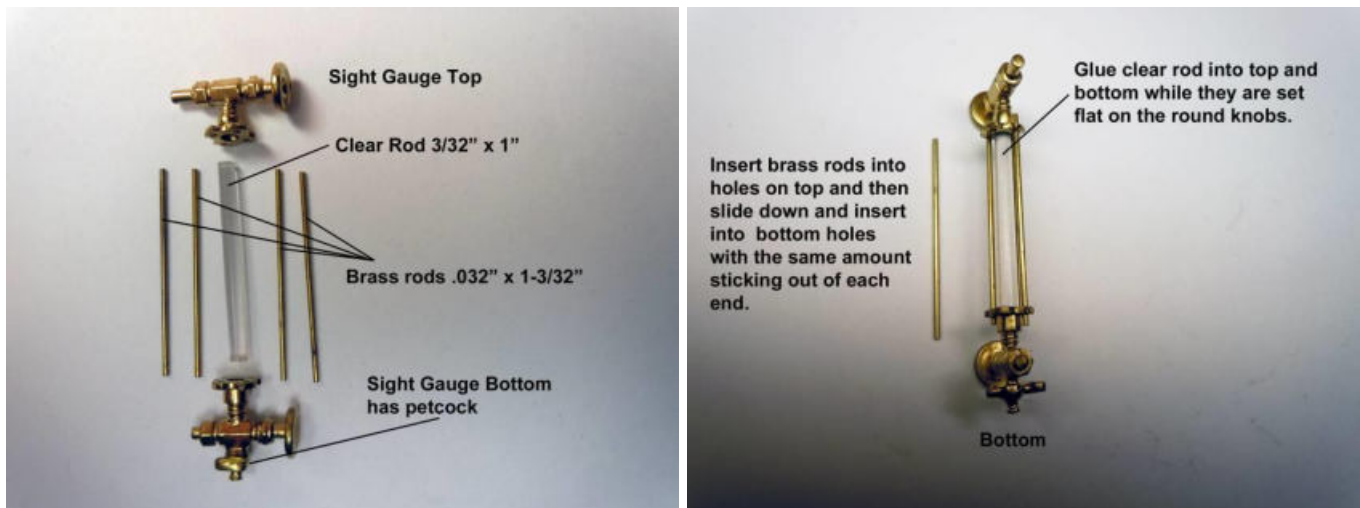 Sight Gauge Top
Clear Rod 3/32” x 1”
Brass rods .032” x 1-3/32”
Sight Gauge Bottom
has petcock
Glue clear rod into top and
bottom while they are set
flat on the round knobs.
Insert brass rods into
holes on top and then
slide down and insert
into bottom holes
with the same amount
sticking out of each
end.
Bottom